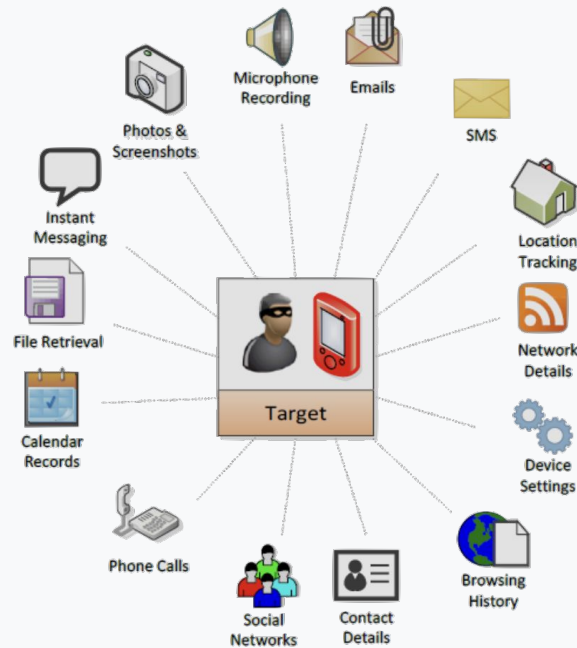 Microphone
Recording
Emails
SMS
Photos &
Screenshots
Instant
Messaging
Location
Tracking
File Retrieval
Network
Details
Target
Calendar
Records
Device
Settings
Phone Calls
Browsing
History
Social
Networks
Contact
Details